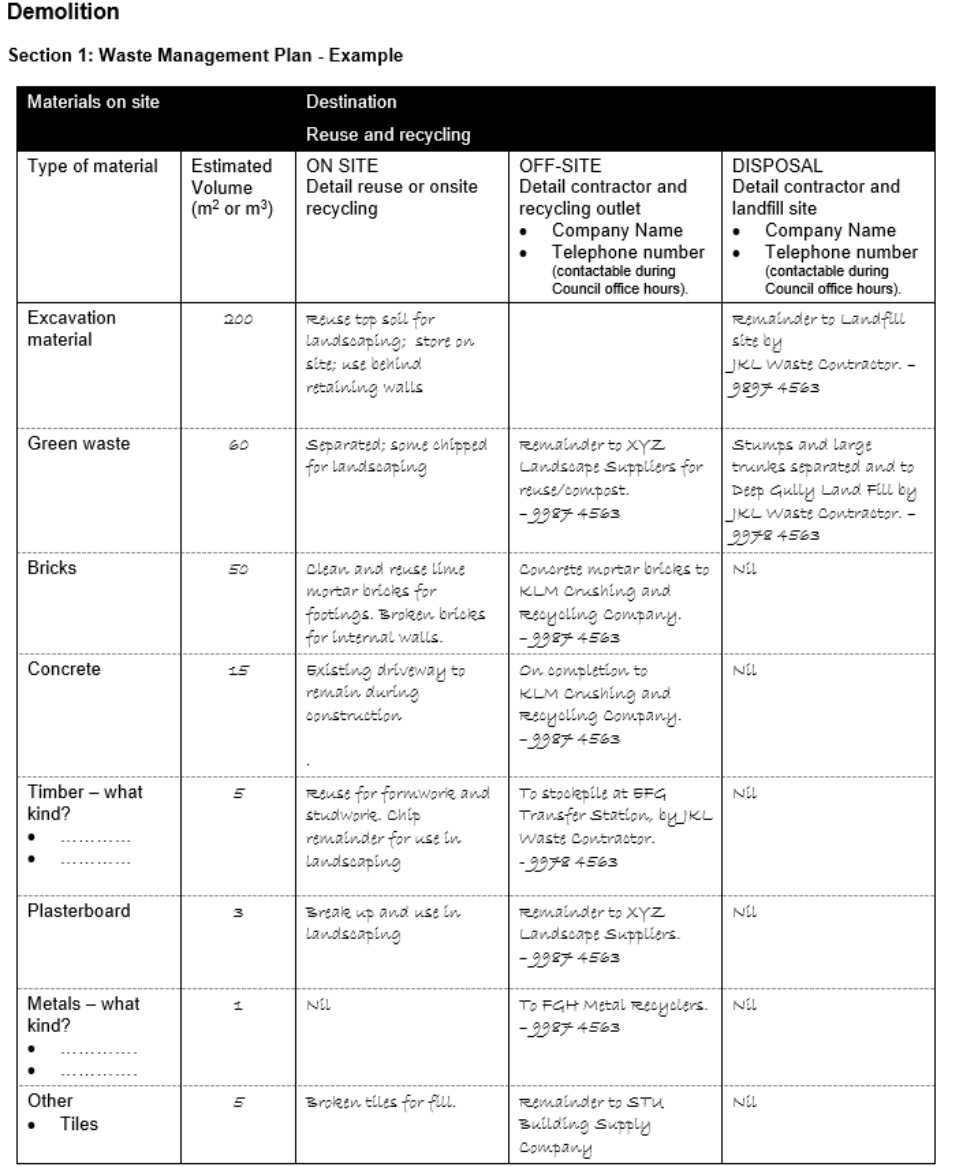 Demolition
Section 1: Waste Management Plan - Example
Materials on site
Destination
Reuse and recycling
Type of material
Estimated
Volume
(m² or m³)
ON SITE
Detail reuse or onsite
recycling
OFF-SITE
Detail contractor and
recycling outlet
• Company Name
• Telephone number
(contactable during
Council office hours).
DISPOSAL
Detail contractor and
landfill site
• Company Name
• Telephone number
(contactable during
Council office hours).
Excavation
material
200
Reuse top soil for
landscaping; store on
site; use behind
retaining walls
Remainder to Landfill
site by
JKL Waste Contractor. –
9897 4563
Green waste
60
Separated; some chipped
for landscaping
Remainder to XYZ
Landscape Suppliers for
reuse/compost.
– 9987 4563
Stumps and large
trunks separated and to
Deep Gully Land Fill by
JKL Waste Contractor. –
9978 4563
Bricks
50
Clean and reuse lime
mortar bricks for
footings. Broken bricks
for internal walls.
Concrete mortar bricks to
KLM Crushing and
Recycling Company.
– 9987 4563
Nil
Concrete
15
Existing driveway to
remain during
construction
.
On completion to
KLM Crushing and
Recycling Company.
– 9987 4563
Nil
Timber – what
kind?
• ............
• ............
5
Reuse for formwork and
studwork. Chip
remainder for use in
landscaping
To stockpile at EFG
Transfer Station, by JKL
Waste Contractor.
- 9978 4563
Nil
Plasterboard
3
Break up and use in
landscaping
Remainder to XYZ
Landscape Suppliers.
– 9987 4563
Nil
Metals – what
kind?
• .............
• .............
1
Nil
To FGH Metal Recyclers.
– 9987 4563
Nil
Other
• Tiles
5
Broken tiles for fill.
Remainder to STU
Building Supply
Company
Nil